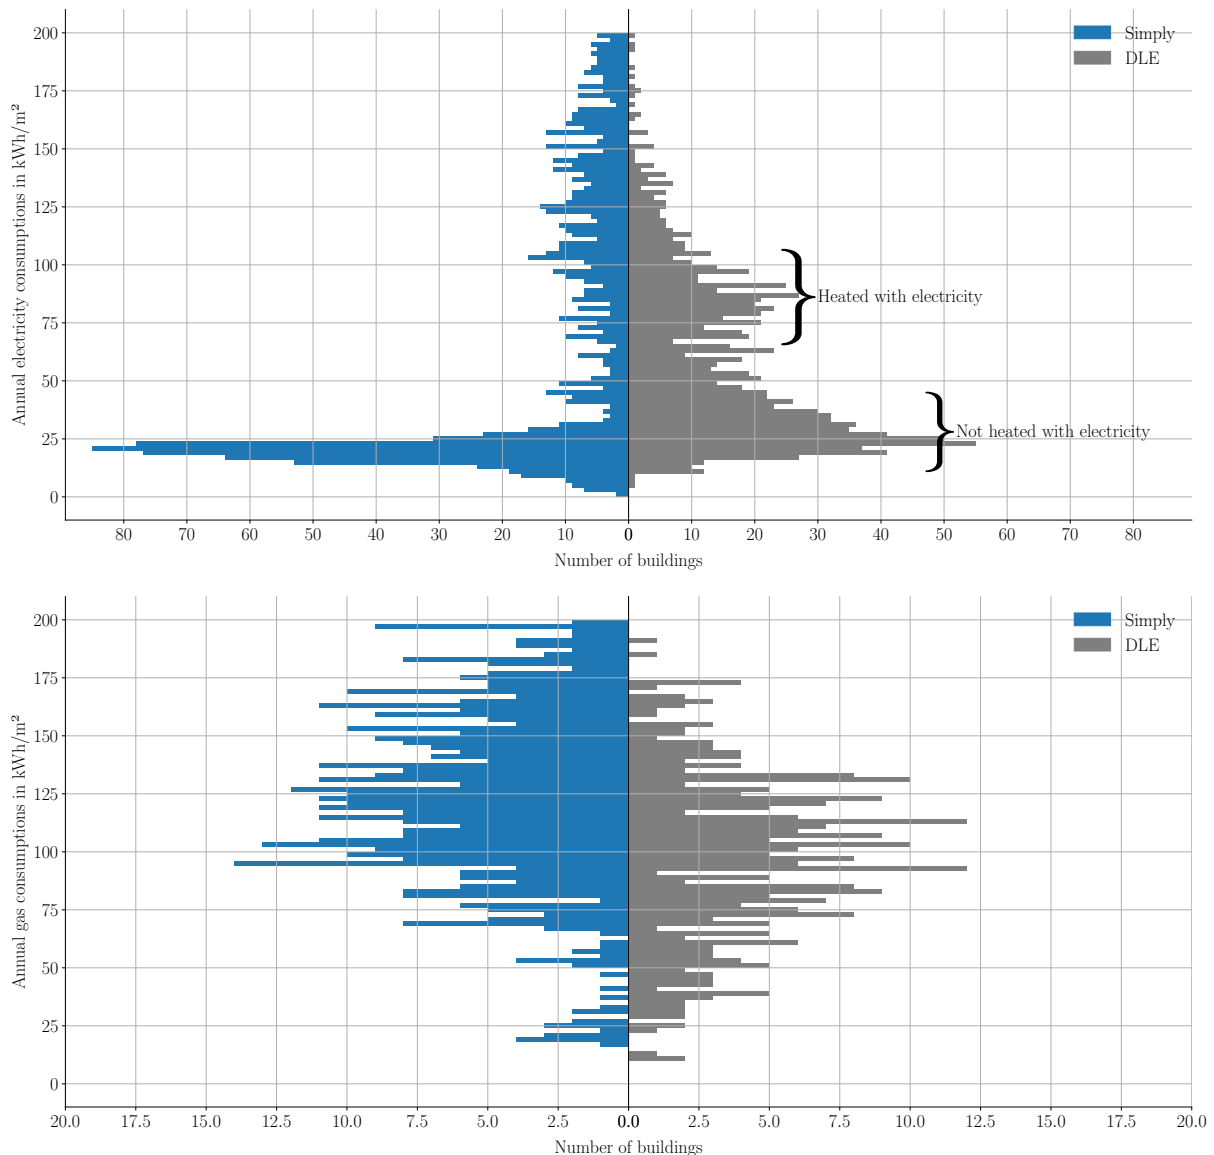 Annual electricity consumptions in kWh/m²
200
175
150
125
100
75
50
25
0
Simply
DLE
Heated with electricity
Not heated with electricity
80 70 60 50 40 30 20 10 0 10 20 30 40 50 60 70 80
Number of buildings
Annual gas consumptions in kWh/m²
200
175
150
125
100
75
50
25
0
Simply
DLE
20.0 17.5 15.0 12.5 10.0 7.5 5.0 2.5 0.0 2.5 5.0 7.5 10.0 12.5 15.0 17.5 20.0
Number of buildings